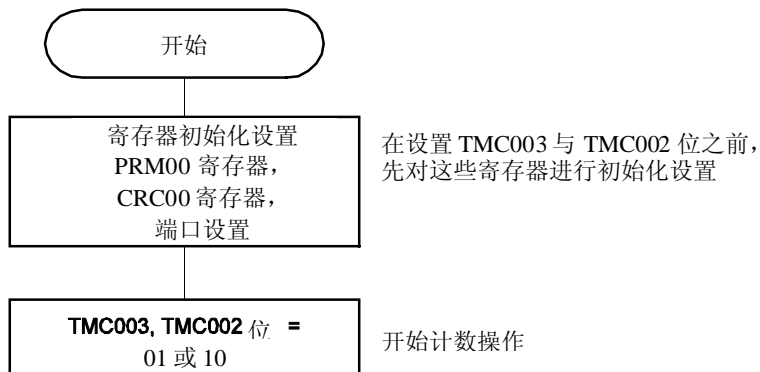 开始
寄存器初始化设置
PRM00 寄存器，
CRC00 寄存器，
端口设置
在设置 TMC003 与 TMC002 位之前，
先对这些寄存器进行初始化设置
TMC003, TMC002 位 =
01 或 10
开始计数操作